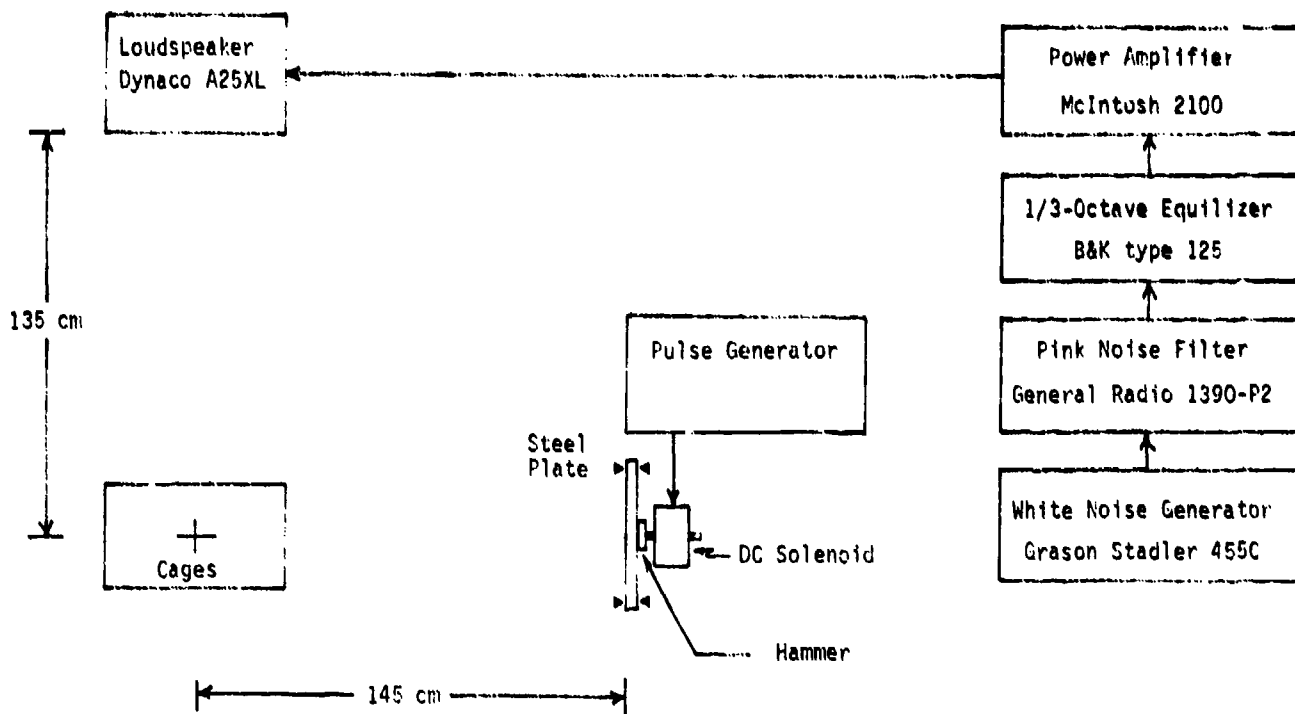 Loudspeaker
Dynaco A25XL
Power Amplifier
McIntosh 2100
1/3-Octave Equilizer
B&K type 125
135 cm
Pulse Generator
Pink Noise Filter
General Radio 1390-P2
Steel
Plate
White Noise Generator
Grason Stadler 455C
DC Solenoid
Cages
Hammer
145 cm